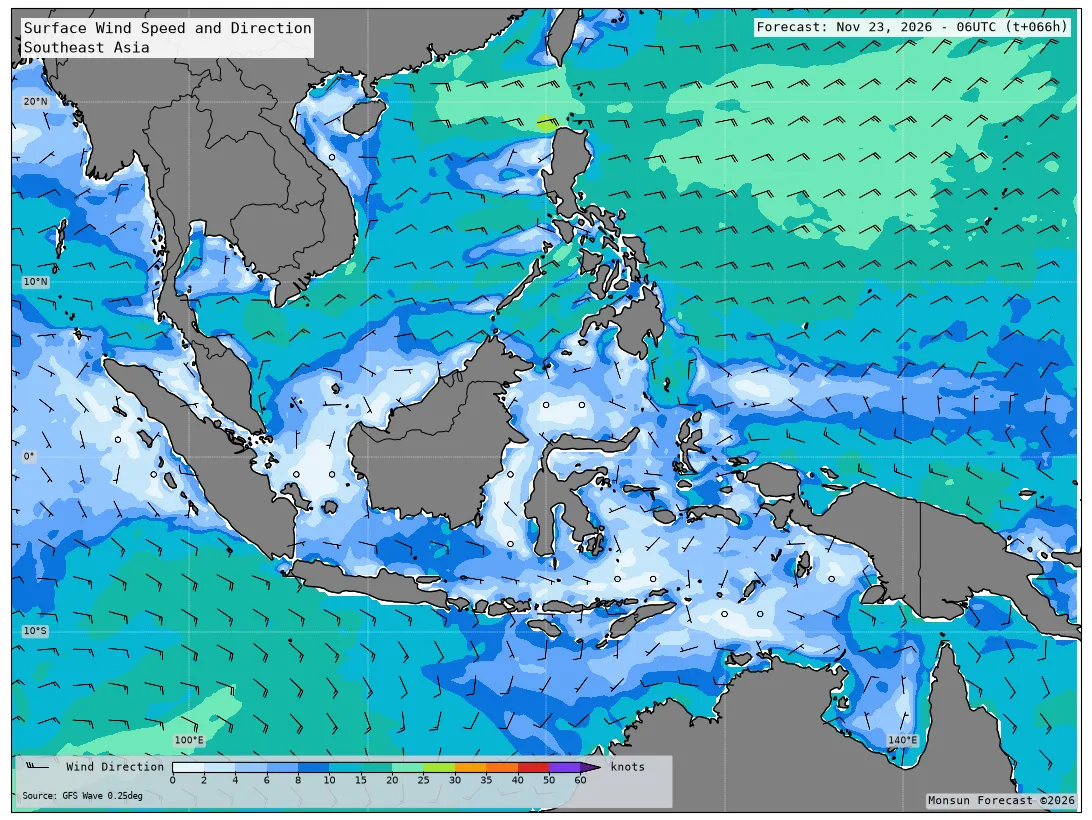 Surface Wind Speed and Direction
Southeast Asia
Forecast: Nov 23, 2026 - 06UTC (t+066h)
20°N
10°N
0°
10°S
100°E
140°E
Wind Direction
0 2 4 6 8 10 15 20 25 30 35 40 50 60
knots
Source: GFS Wave 0.25deg
Monsun Forecast ©2026